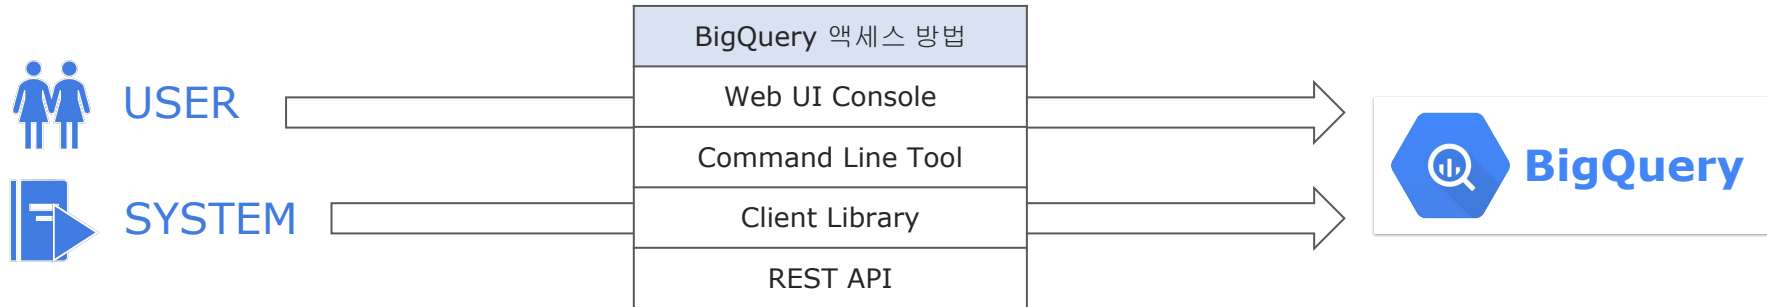 BigQuery 액세스 방법
USER
Web UI Console
Command Line Tool
BigQuery
SYSTEM
Client Library
REST API